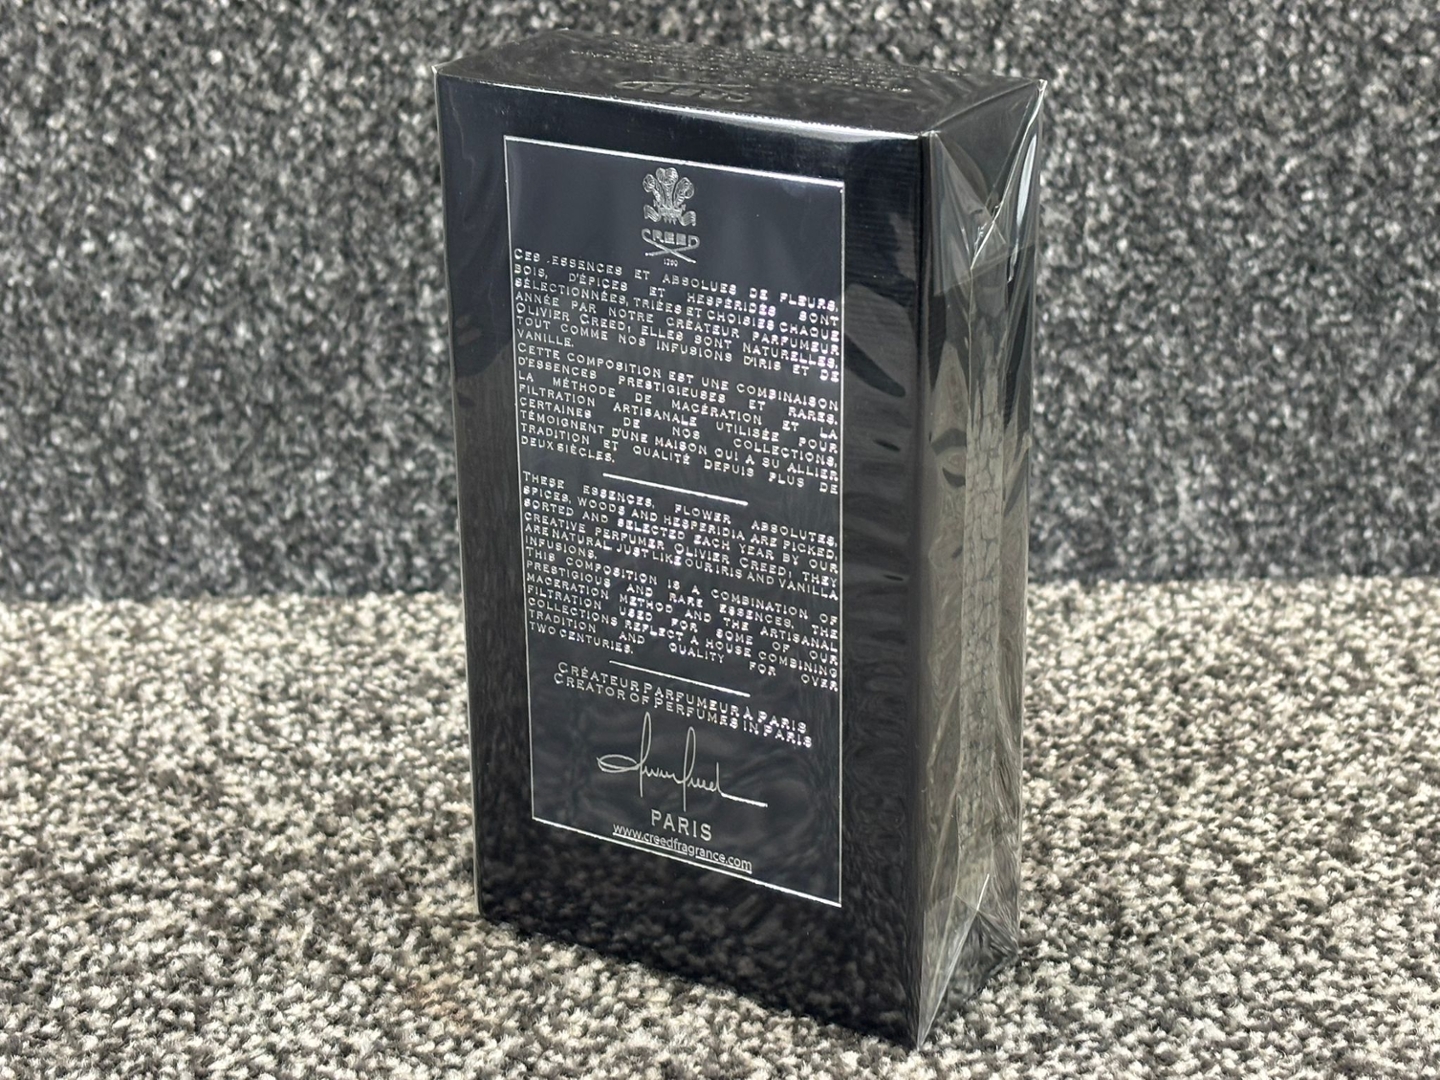 CREED
CES ESSENCES ET ABSOLUES DE FLEURS,
BOIS, D'ÉPICES ET HESPÉRIDÉS SONT
SÉLECTIONNÉES, TRIÉES ET CHOISIES CHAQUE
ANNÉE PAR NOTRE CRÉATEUR PARFUMEUR
OLIVIER CREED; ELLES SONT NATURELLES,
TOUT COMME NOS INFUSIONS D'IRIS ET DE
VANILLE.
CETTE COMPOSITION EST UNE COMBINAISON
D'ESSENCES PRESTIGIEUSES ET RARES.
LA MÉTHODE DE MACÉRATION ET LA
FILTRATION ARTISANALE UTILISÉE POUR
CERTAINES DE NOS COLLECTIONS,
TÉMOIGNENT D'UNE MAISON QUI A SU ALLIER
TRADITION ET QUALITÉ DEPUIS PLUS DE
DEUX SIÈCLES.
THESE ESSENCES, FLOWER ABSOLUTES,
SPICES, WOODS AND HESPERIDIA ARE PICKED,
SORTED AND SELECTED EACH YEAR BY OUR
CREATIVE PERFUMER OLIVIER CREED; THEY
ARE NATURAL JUST LIKE OUR IRIS AND VANILLA
INFUSIONS.
THIS COMPOSITION IS A COMBINATION OF
PRESTIGIOUS AND RARE ESSENCES. THE
MACERATION METHOD AND THE ARTISANAL
FILTRATION USED FOR SOME OF OUR
COLLECTIONS REFLECT A HOUSE COMBINING
TRADITION AND QUALITY FOR OVER
TWO CENTURIES.
CRÉATEUR PARFUMEUR À PARIS
CREATOR OF PERFUMES IN PARIS
PARIS
www.creedfragrance.com